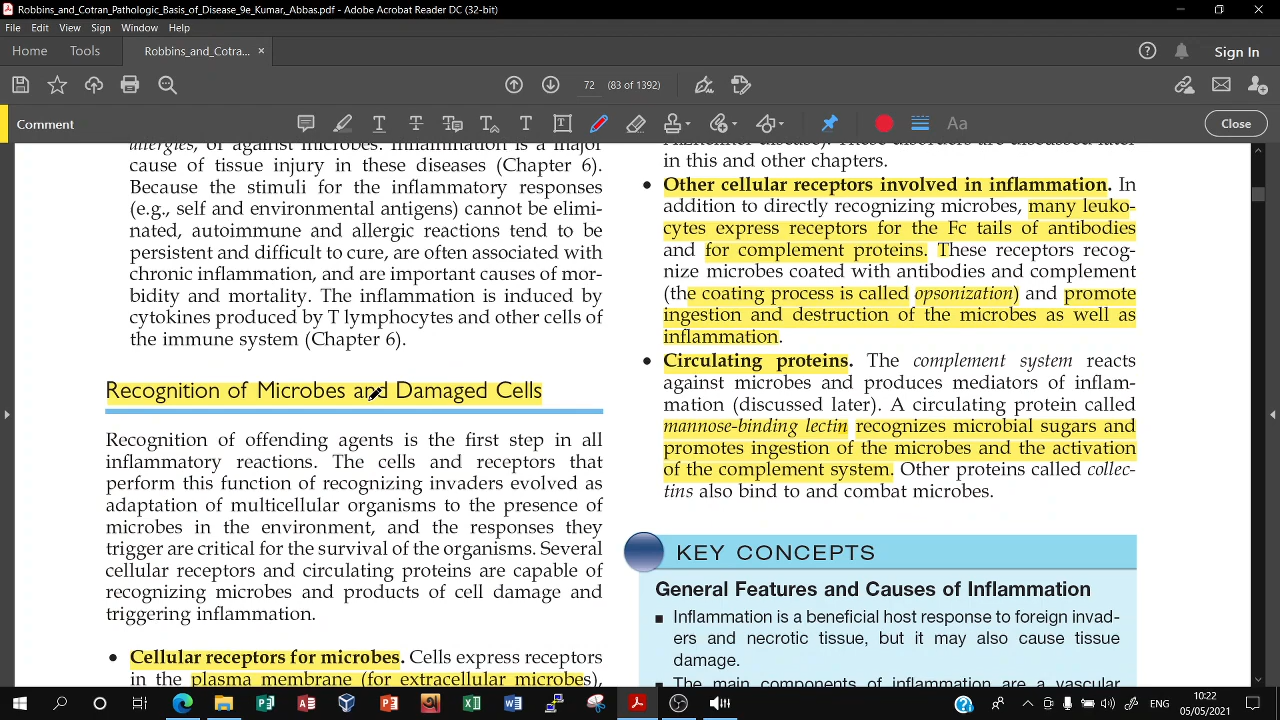 Robbins_and_Cotran_Pathologic_Basis_of_Disease_9e_Kumar_Abbas.pdf - Adobe Acrobat Reader DC (32-bit)
File Edit View Sign Window Help
Home Tools Robbins_and_Cotra... × Sign In
72 (83 of 1392)
Comment Close
allergies, or against microbes. Inflammation is a major
cause of tissue injury in these diseases (Chapter 6).
Because the stimuli for the inflammatory responses
(e.g., self and environmental antigens) cannot be elimi-
nated, autoimmune and allergic reactions tend to be
persistent and difficult to cure, are often associated with
chronic inflammation, and are important causes of mor-
bidity and mortality. The inflammation is induced by
cytokines produced by T lymphocytes and other cells of
the immune system (Chapter 6).
Recognition of Microbes and Damaged Cells
Recognition of offending agents is the first step in all
inflammatory reactions. The cells and receptors that
perform this function of recognizing invaders evolved as
adaptation of multicellular organisms to the presence of
microbes in the environment, and the responses they
trigger are critical for the survival of the organisms. Several
cellular receptors and circulating proteins are capable of
recognizing microbes and products of cell damage and
triggering inflammation.
• Cellular receptors for microbes. Cells express receptors
in the plasma membrane (for extracellular microbes),
Alzheimer disease). These disorders are discussed later
in this and other chapters.
• Other cellular receptors involved in inflammation. In
addition to directly recognizing microbes, many leuko-
cytes express receptors for the Fc tails of antibodies
and for complement proteins. These receptors recog-
nize microbes coated with antibodies and complement
(the coating process is called opsonization) and promote
ingestion and destruction of the microbes as well as
inflammation.
• Circulating proteins. The complement system reacts
against microbes and produces mediators of inflam-
mation (discussed later). A circulating protein called
mannose-binding lectin recognizes microbial sugars and
promotes ingestion of the microbes and the activation
of the complement system. Other proteins called collec-
tins also bind to and combat microbes.
KEY CONCEPTS
General Features and Causes of Inflammation
■ Inflammation is a beneficial host response to foreign invad-
ers and necrotic tissue, but it may also cause tissue
damage.
■ The main components of inflammation are a vascular
ENG
10:22
05/05/2021